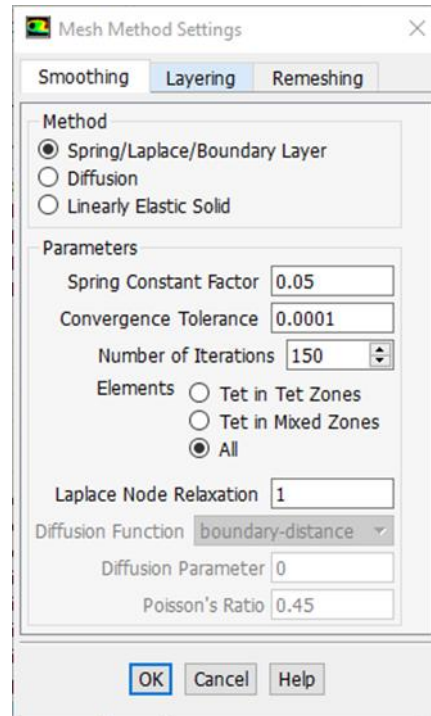 Mesh Method Settings
Smoothing Layering Remeshing
Method
Spring/Laplace/Boundary Layer
Diffusion
Linearly Elastic Solid
Parameters
Spring Constant Factor 0.05
Convergence Tolerance 0.0001
Number of Iterations 150
Elements Tet in Tet Zones
Tet in Mixed Zones
All
Laplace Node Relaxation 1
Diffusion Function boundary-distance
Diffusion Parameter 0
Poisson's Ratio 0.45
OK Cancel Help